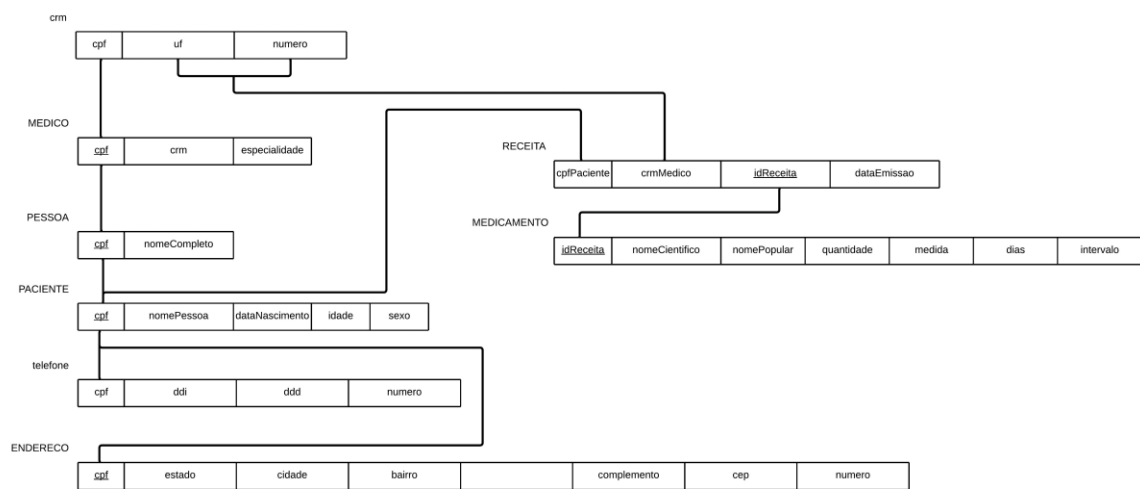 crm
cpf uf numero
MEDICO
cpf crm especialidade
RECEITA
cpfPaciente crmMedico idReceita dataEmissao
PESSOA
cpf nomeCompleto
MEDICAMENTO
idReceita nomeCientifico nomePopular quantidade medida dias intervalo
PACIENTE
cpf nomePessoa dataNascimento idade sexo
telefone
cpf ddi ddd numero
ENDERECO
cpf estado cidade bairro complemento cep numero